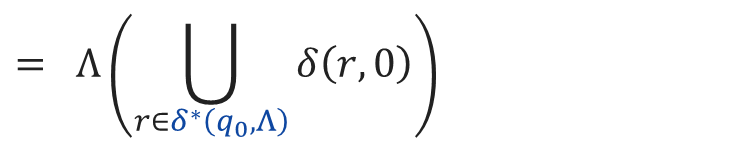 = Λ(⋃_{r∈δ*(q₀,Λ)} δ(r,0))